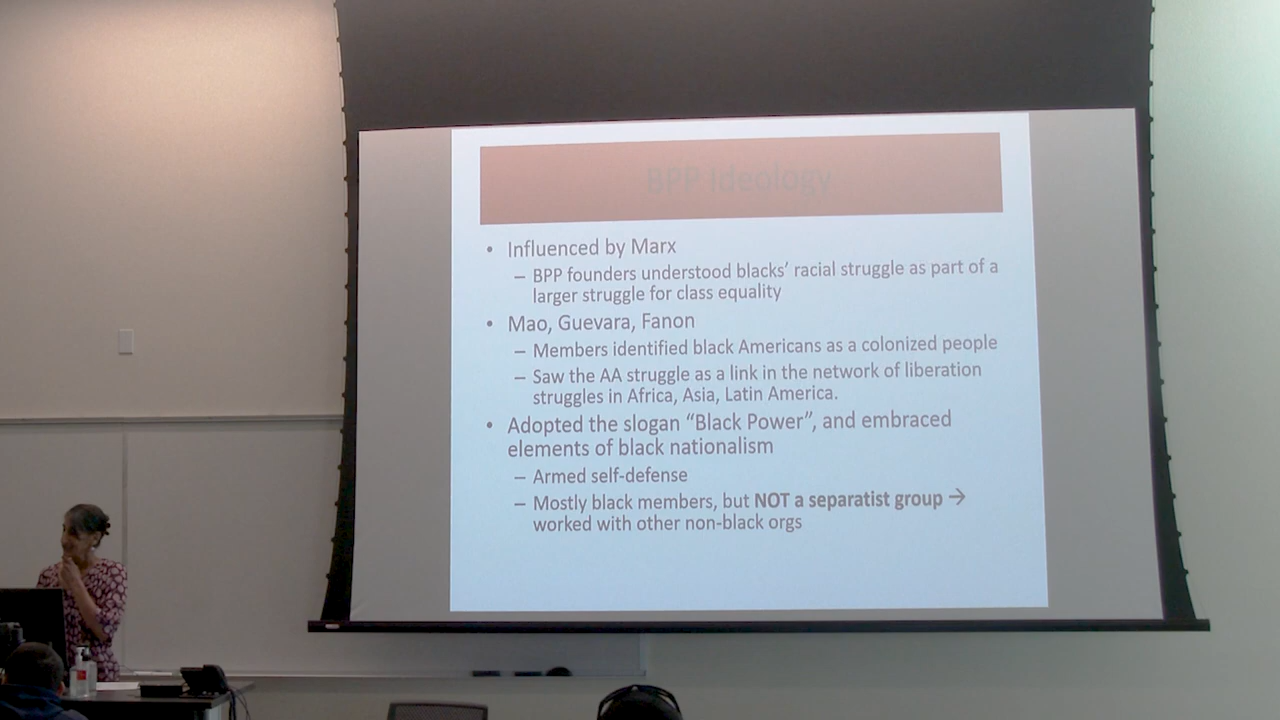 BPP Ideology
• Influenced by Marx
– BPP founders understood blacks’ racial struggle as part of a
larger struggle for class equality
• Mao, Guevara, Fanon
– Members identified black Americans as a colonized people
– Saw the AA struggle as a link in the network of liberation
struggles in Africa, Asia, Latin America.
• Adopted the slogan “Black Power”, and embraced
elements of black nationalism
– Armed self-defense
– Mostly black members, but NOT a separatist group →
worked with other non-black orgs